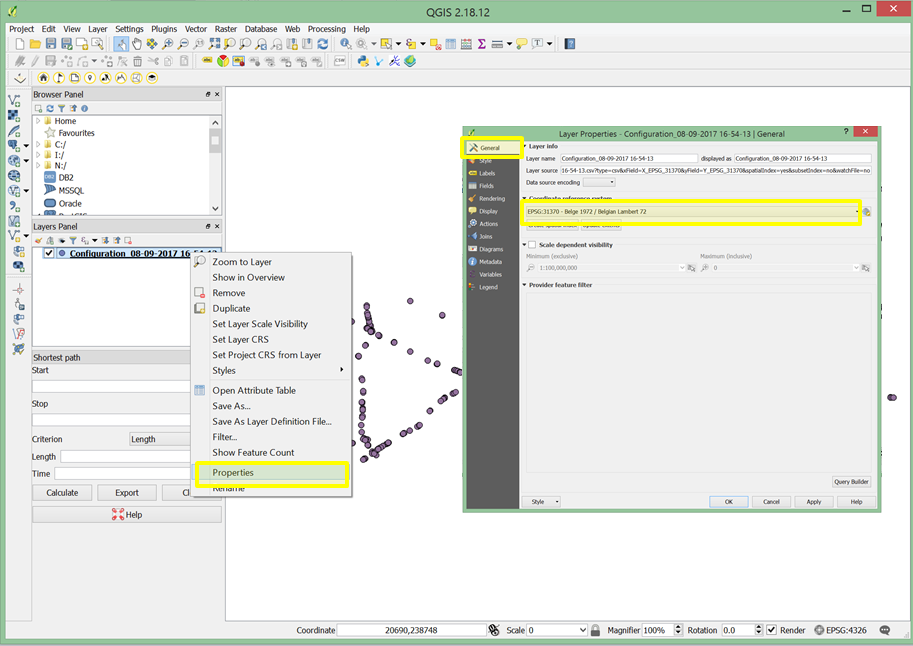 QGIS 2.18.12
Project Edit View Layer Settings Plugins Vector Raster Database Web Processing Help
Browser Panel
Home
Favourites
C:/
I:/
N:/
DB2
MSSQL
Oracle
Layers Panel
Configuration_08-09-2017 16-54-13
Zoom to Layer
Show in Overview
Remove
Duplicate
Set Layer Scale Visibility
Set Layer CRS
Set Project CRS from Layer
Styles
Open Attribute Table
Save As...
Save As Layer Definition File...
Filter...
Show Feature Count
Properties
Rename
Shortest path
Start
Stop
Criterion Length
Length
Time
Calculate Export Cl
Help
Layer Properties - Configuration_08-09-2017 16-54-13 | General
General
Style
Labels
Fields
Rendering
Display
Actions
Joins
Diagrams
Metadata
Variables
Legend
Layer info
Layer name Configuration_08-09-2017 16-54-13 displayed as Configuration_08-09-2017 16-54-13
Layer source 16-54-13.csv?type=csv&xField=X_EPSG_31370&yField=Y_EPSG_31370&spatialIndex=yes&subsetIndex=no&watchFile=no
Data source encoding
Coordinate reference system
EPSG:31370 - Belge 1972 / Belgian Lambert 72
Scale dependent visibility
Minimum (exclusive) Maximum (inclusive)
1:100,000,000 0
Provider feature filter
Query Builder
Style OK Cancel Apply Help
Coordinate 20690,238748 Scale 0 Magnifier 100% Rotation 0.0 Render EPSG:4326